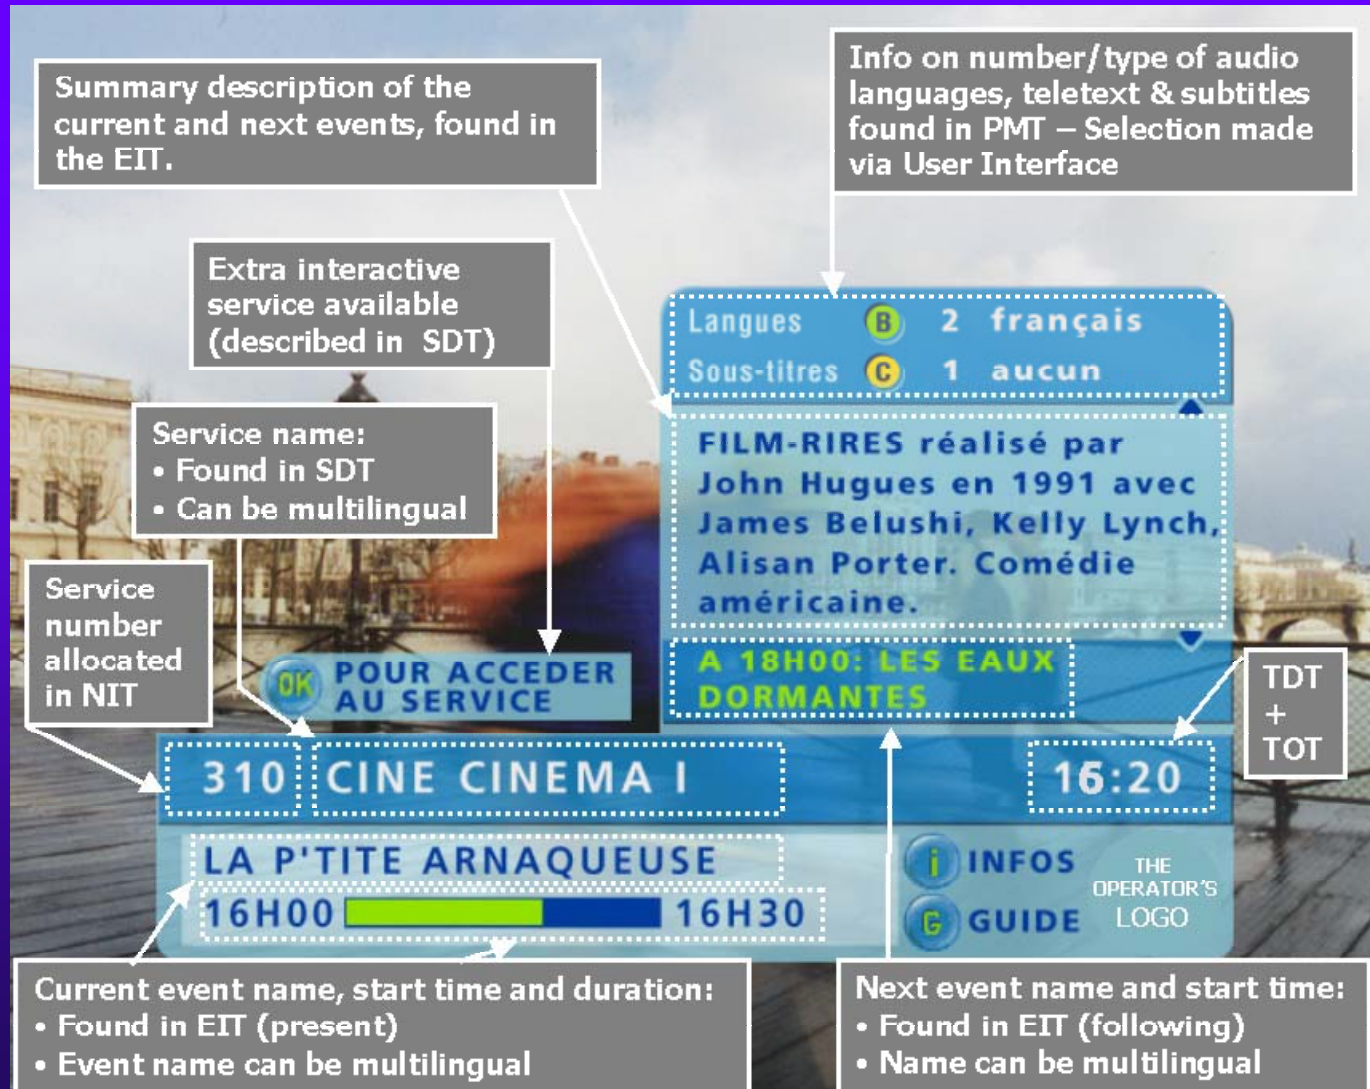 Summary description of the
current and next events, found in
the EIT.
Info on number/type of audio
languages, teletext & subtitles
found in PMT – Selection made
via User Interface
Extra interactive
service available
(described in SDT)
Langues B 2 français
Sous-titres C 1 aucun
Service name:
• Found in SDT
• Can be multilingual
FILM-RIRES réalisé par
John Hugues en 1991 avec
James Belushi, Kelly Lynch,
Alisan Porter. Comédie
américaine.
Service
number
allocated
in NIT
OK POUR ACCEDER
AU SERVICE
A 18H00: LES EAUX
DORMANTES
TDT
+
TOT
310 CINE CINEMA I 16:20
LA P'TITE ARNAQUEUSE
16H00 16H30
i INFOS
G GUIDE
THE
OPERATOR'S
LOGO
Current event name, start time and duration:
• Found in EIT (present)
• Event name can be multilingual
Next event name and start time:
• Found in EIT (following)
• Name can be multilingual